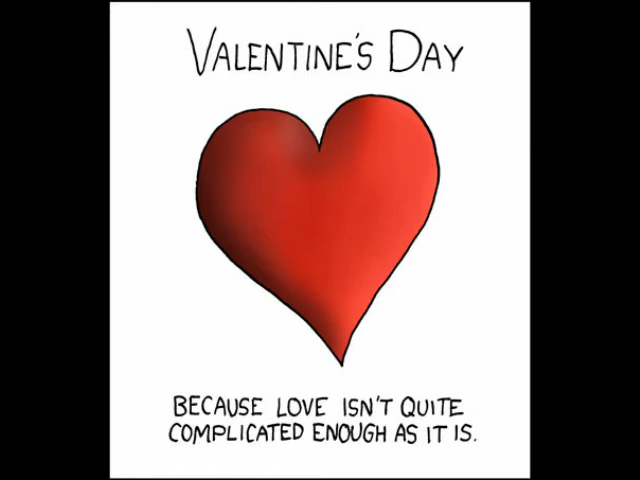 VALENTINE'S DAY
BECAUSE LOVE ISN'T QUITE
COMPLICATED ENOUGH AS IT IS.